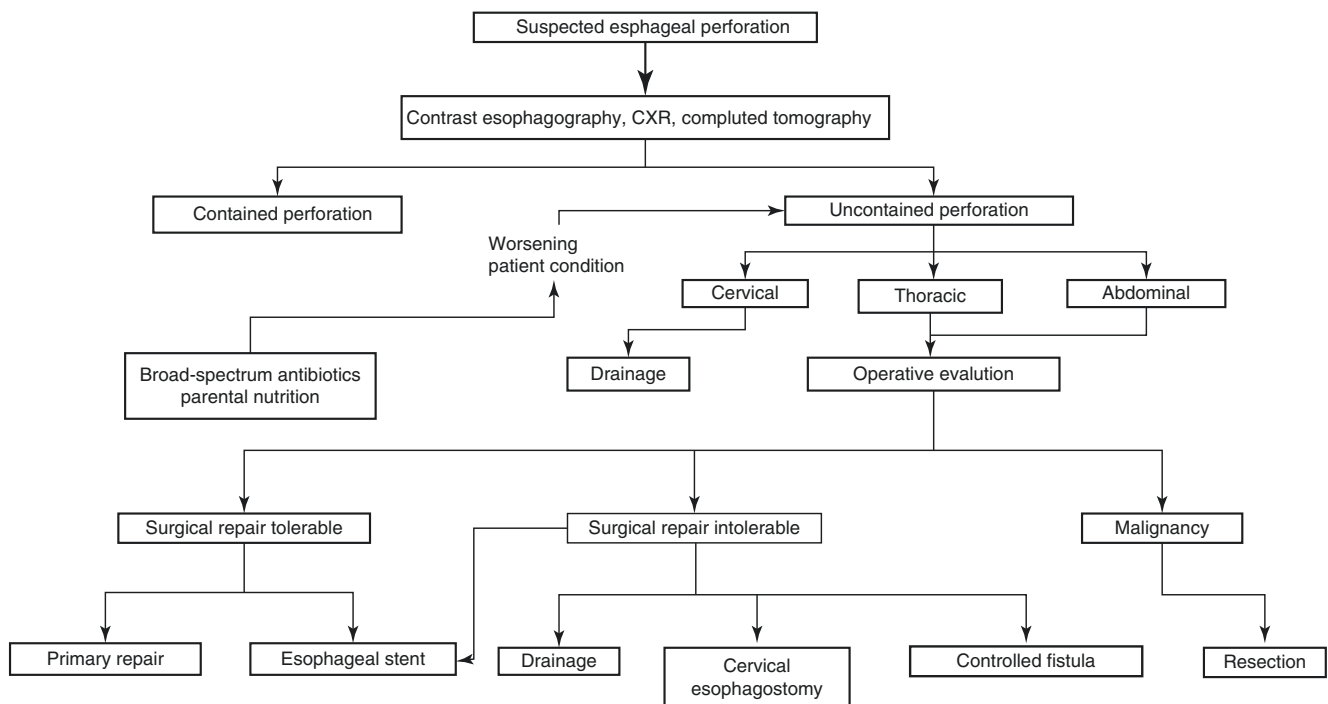 Suspected esphageal perforation
Contrast esophagography, CXR, compluted tomography
Contained perforation
Uncontained perforation
Worsening
patient condition
Cervical
Thoracic
Abdominal
Broad-spectrum antibiotics
parental nutrition
Drainage
Operative evalution
Surgical repair tolerable
Surgical repair intolerable
Malignancy
Primary repair
Esophageal stent
Drainage
Cervical
esophagostomy
Controlled fistula
Resection